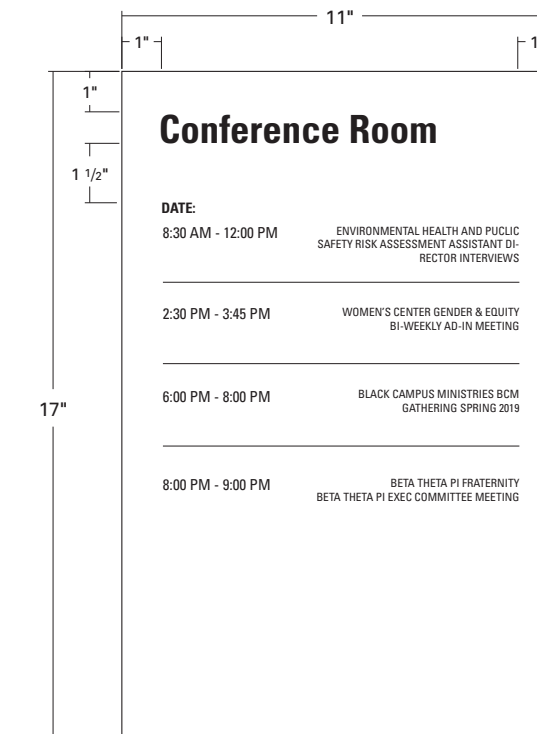 11"
1"
1
1"
Conference Room
1 1/2"
DATE:
8:30 AM - 12:00 PM
ENVIRONMENTAL HEALTH AND PUCLIC
SAFETY RISK ASSESSMENT ASSISTANT DI-
RECTOR INTERVIEWS
2:30 PM - 3:45 PM
WOMEN'S CENTER GENDER & EQUITY
BI-WEEKLY AD-IN MEETING
17"
6:00 PM - 8:00 PM
BLACK CAMPUS MINISTRIES BCM
GATHERING SPRING 2019
8:00 PM - 9:00 PM
BETA THETA PI FRATERNITY
BETA THETA PI EXEC COMMITTEE MEETING